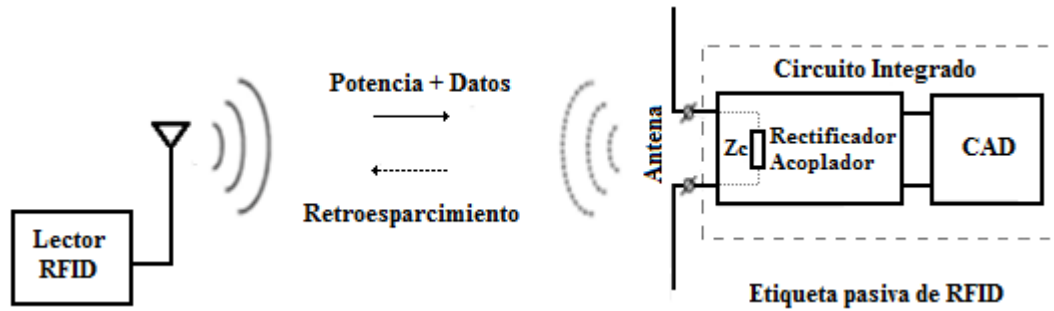 Potencia + Datos
Retroesparcimiento
Lector
RFID
Antena
Circuito Integrado
Zc
Rectificador
Acoplador
CAD
Etiqueta pasiva de RFID